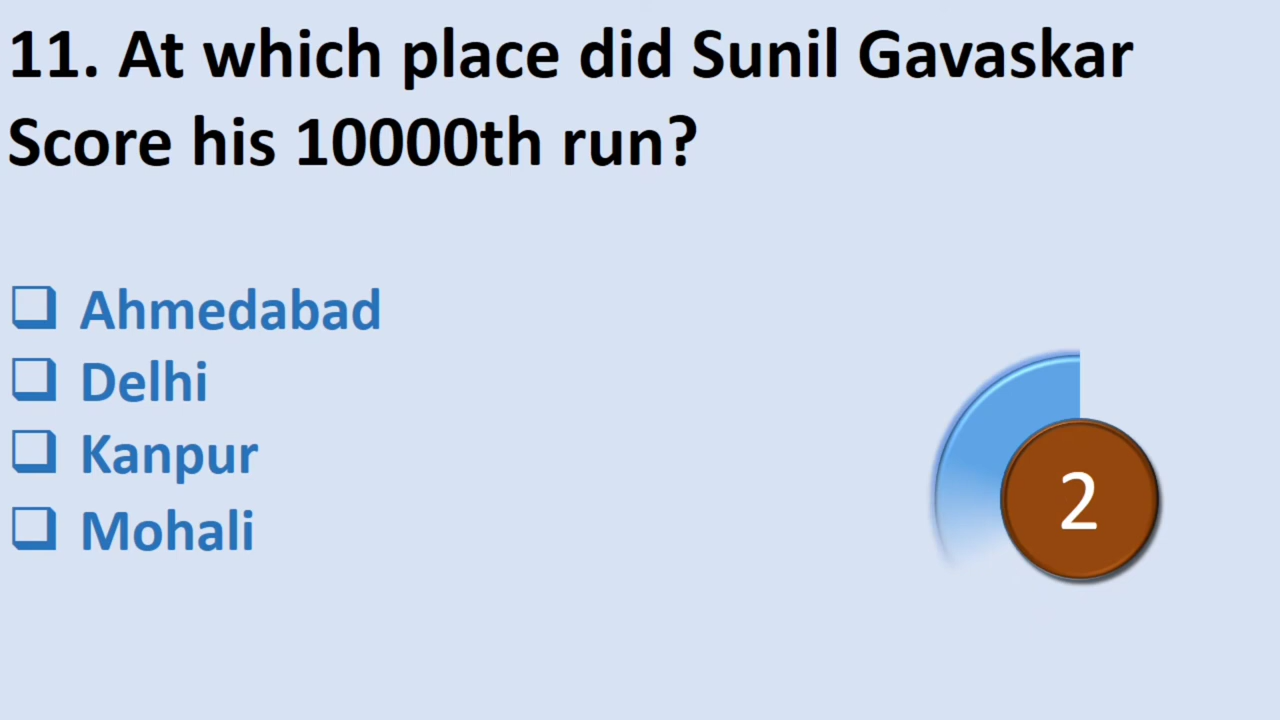 11. At which place did Sunil Gavaskar
Score his 10000th run?
❑ Ahmedabad
❑ Delhi
❑ Kanpur
❑ Mohali
2